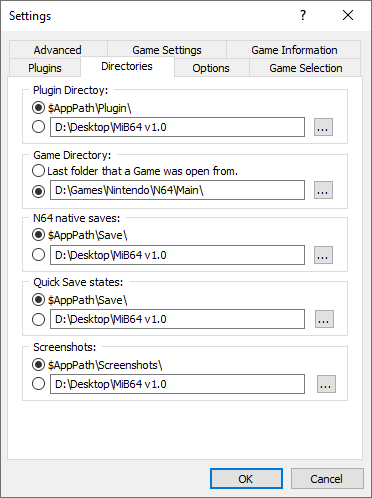 Settings
?
Advanced Game Settings Game Information
Plugins Directories Options Game Selection
Plugin Directoy:
$AppPath\Plugin\
D:\Desktop\MiB64 v1.0 ...
Game Directory:
Last folder that a Game was open from.
D:\Games\Nintendo\N64\Main\ ...
N64 native saves:
$AppPath\Save\
D:\Desktop\MiB64 v1.0 ...
Quick Save states:
$AppPath\Save\
D:\Desktop\MiB64 v1.0 ...
Screenshots:
$AppPath\Screenshots\
D:\Desktop\MiB64 v1.0 ...
OK Cancel